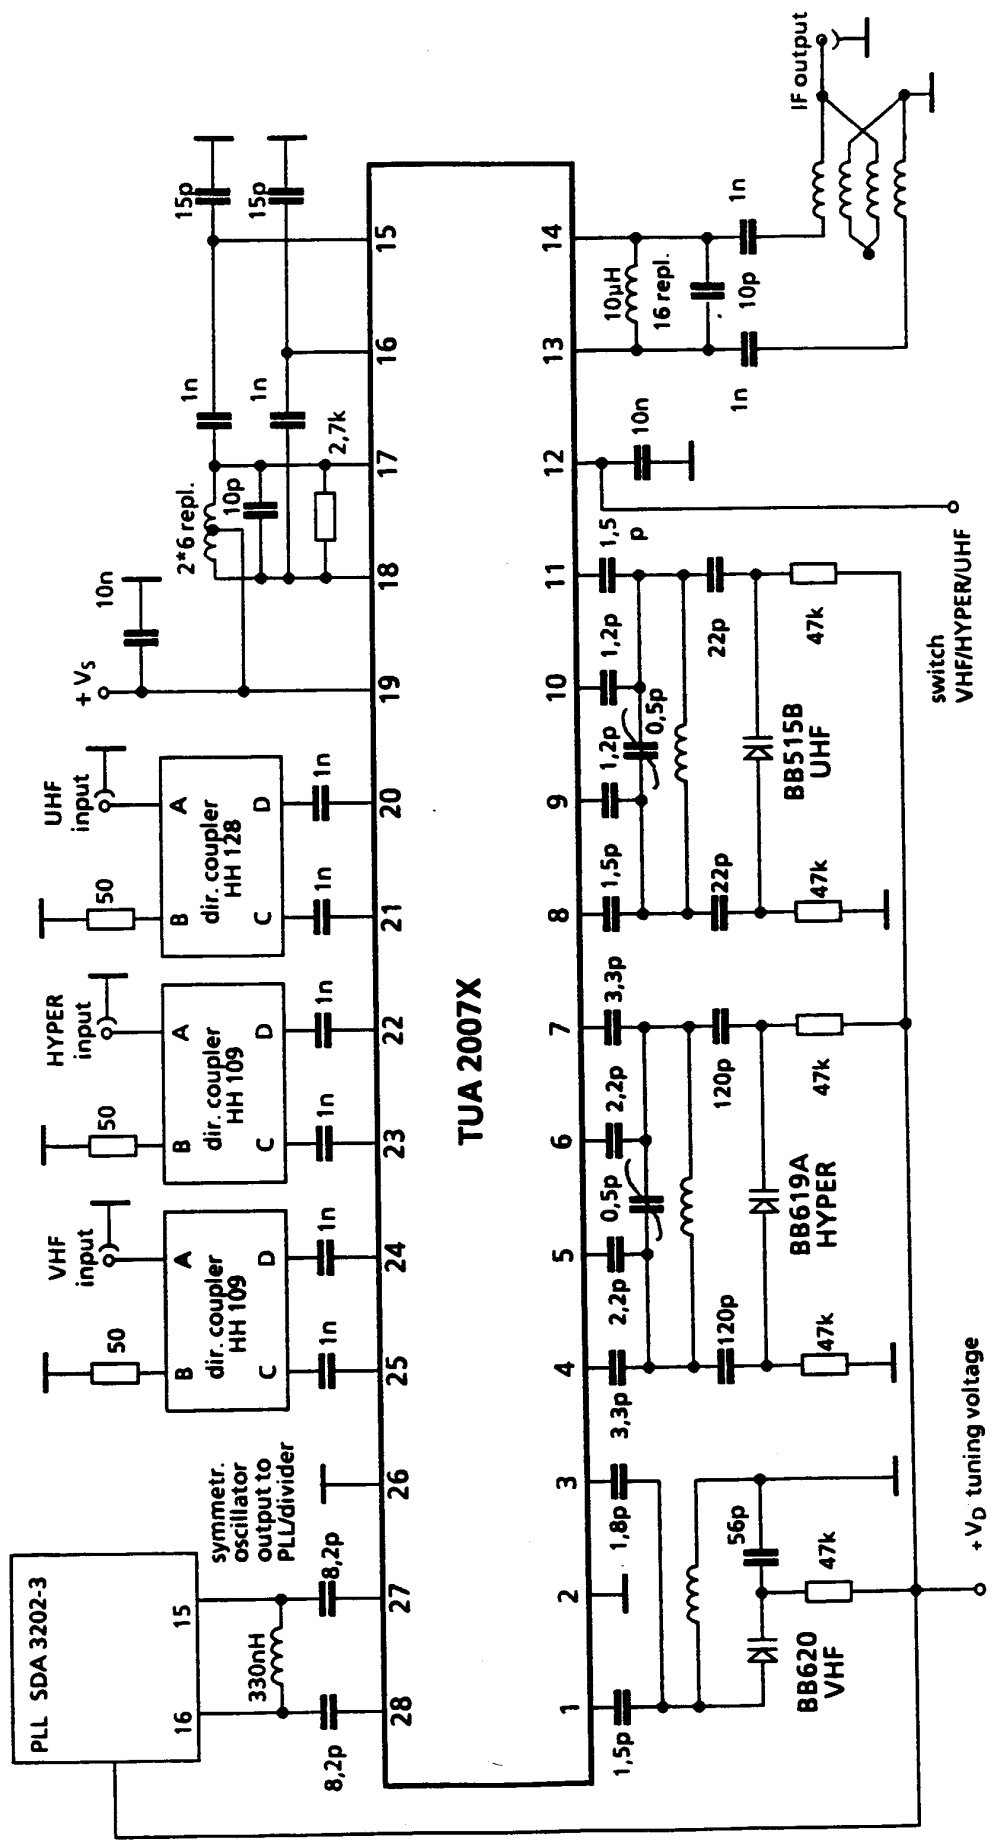 PLL SDA 3202-3
16
15
330nH
8,2p
8,2p
symmetr.
oscillator
output to
PLL/divider
VHF
input
50
B
A
dir. coupler
HH 109
C
D
1n
1n
HYPER
input
50
B
A
dir. coupler
HH 109
C
D
1n
1n
UHF
input
50
B
A
dir. coupler
HH 128
C
D
1n
1n
+ VS
10n
2*6 repl.
10p
2,7k
1n
1n
15p
15p
28
27
26
25
24
23
22
21
20
19
18
17
16
15
TUA 2007X
1
2
3
4
5
6
7
8
9
10
11
12
13
14
1,5p
1,8p
3,3p
2,2p
0,5p
2,2p
3,3p
1,5p
1,2p
0,5p
1,2p
1,5
p
56p
47k
BB620
VHF
120p
120p
47k
47k
BB619A
HYPER
22p
22p
47k
47k
BB515B
UHF
10n
1n
10µH
16 repl.
10p
1n
IF output
+ VD tuning voltage
switch
VHF/HYPER/UHF